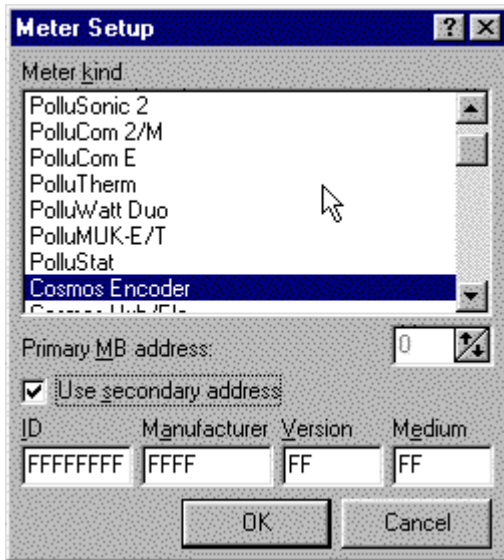 Meter Setup
Meter kind
PolluSonic 2
PolluCom 2/M
PolluCom E
PolluTherm
PolluWatt Duo
PolluMUK-E/T
PolluStat
Cosmos Encoder
Primary MB address: 0
Use secondary address
ID Manufacturer Version Medium
FFFFFFFF FFFF FF FF
OK Cancel